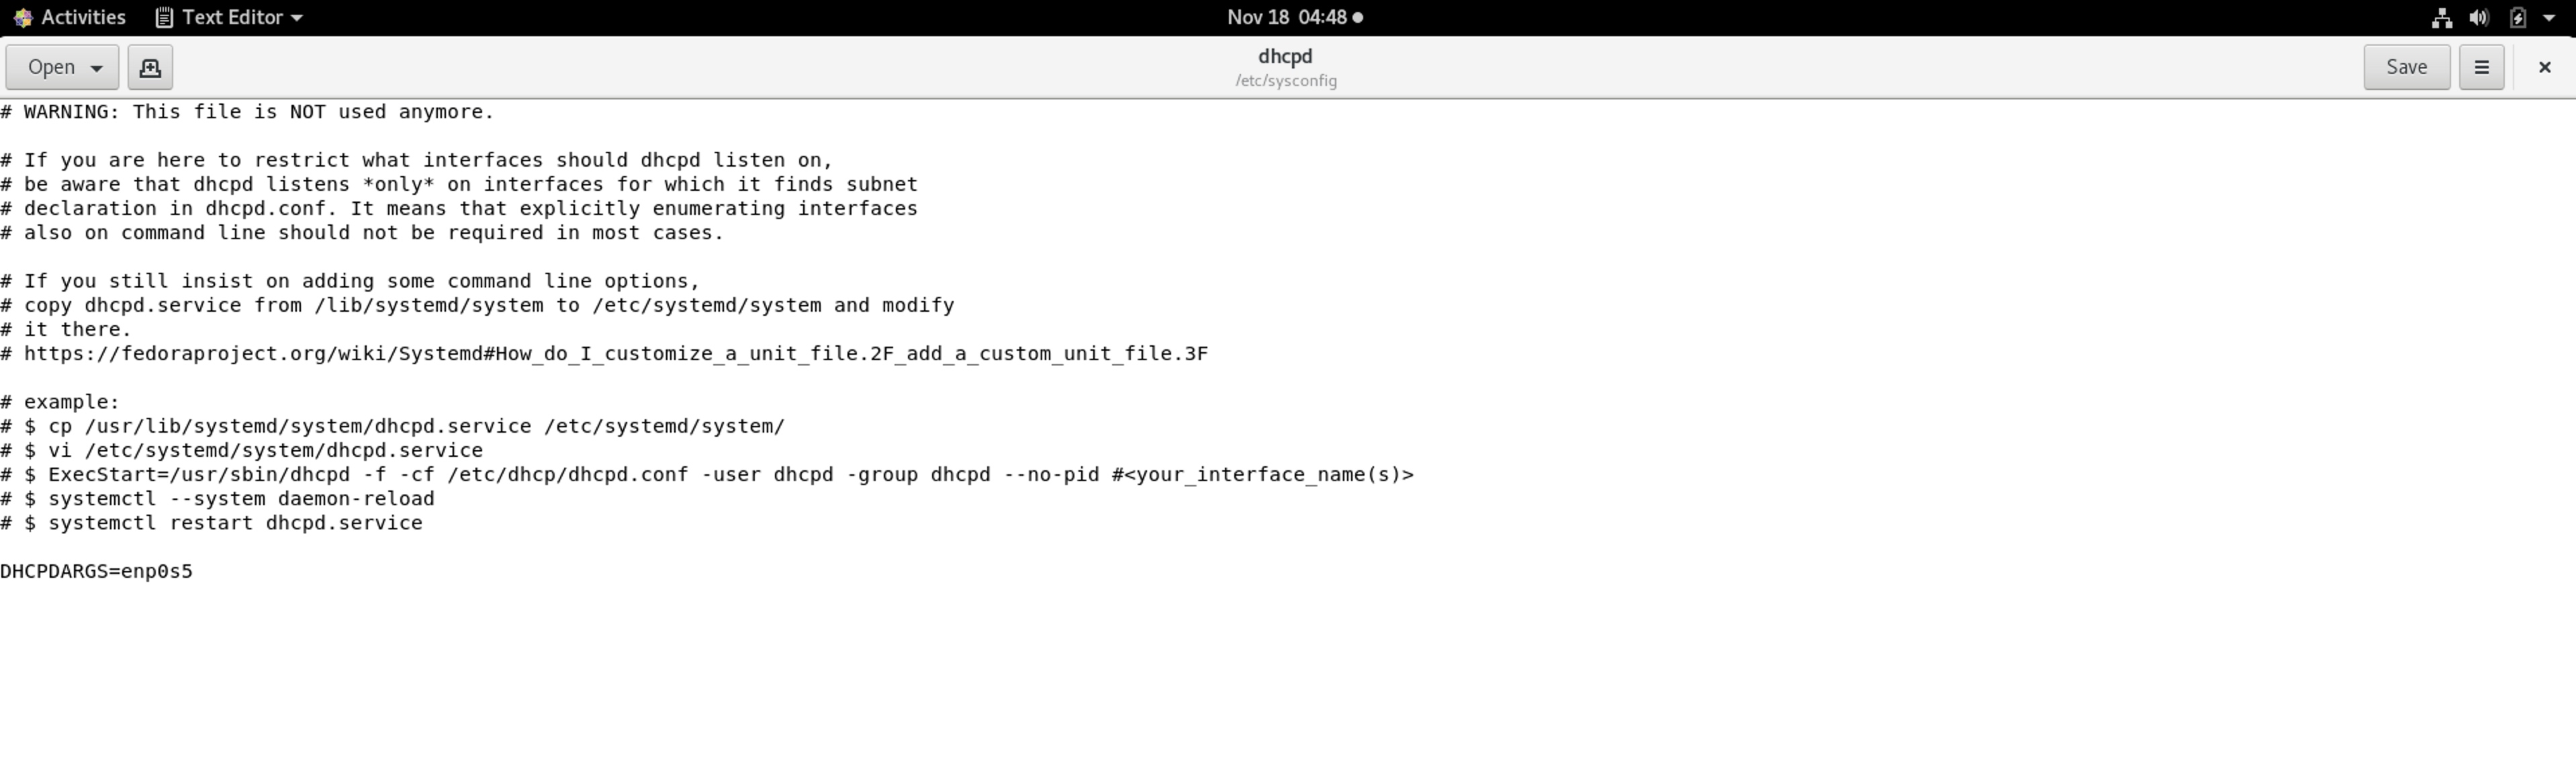 Activities Text Editor Nov 18 04:48
Open dhcpd Save
/etc/sysconfig
# WARNING: This file is NOT used anymore.
# If you are here to restrict what interfaces should dhcpd listen on,
# be aware that dhcpd listens *only* on interfaces for which it finds subnet
# declaration in dhcpd.conf. It means that explicitly enumerating interfaces
# also on command line should not be required in most cases.
# If you still insist on adding some command line options,
# copy dhcpd.service from /lib/systemd/system to /etc/systemd/system and modify
# it there.
# https://fedoraproject.org/wiki/Systemd#How_do_I_customize_a_unit_file.2F_add_a_custom_unit_file.3F
# example:
# $ cp /usr/lib/systemd/system/dhcpd.service /etc/systemd/system/
# $ vi /etc/systemd/system/dhcpd.service
# $ ExecStart=/usr/sbin/dhcpd -f -cf /etc/dhcp/dhcpd.conf -user dhcpd -group dhcpd --no-pid #<your_interface_name(s)>
# $ systemctl --system daemon-reload
# $ systemctl restart dhcpd.service
DHCPDARGS=enp0s5